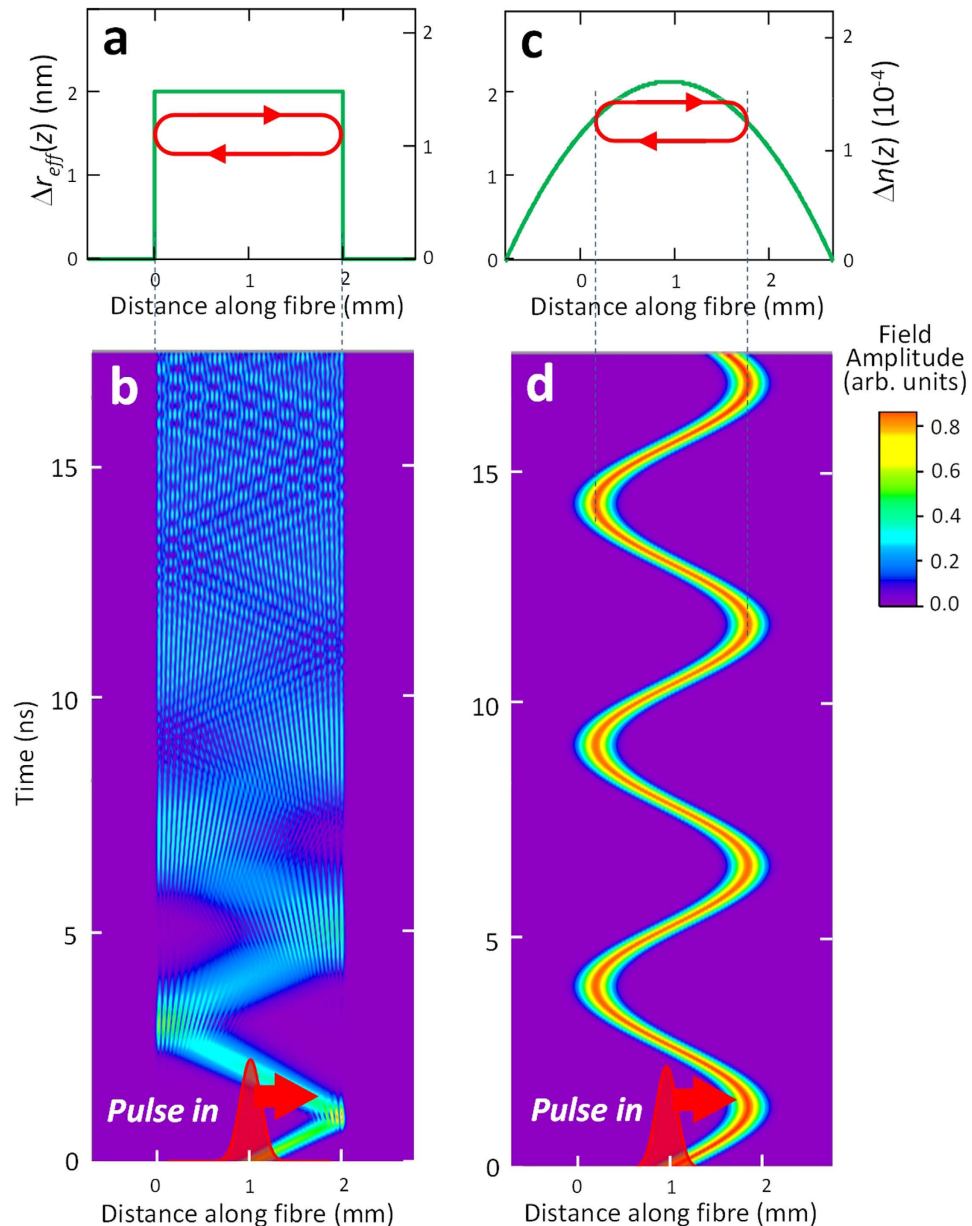 a
Δr_eff(z) (nm)
2
1
0
2
1
0
0 1 2
Distance along fibre (mm)
c
2
1
0
2
1
0
Δn(z) (10⁻⁴)
0 1 2
Distance along fibre (mm)
b
Time (ns)
15
10
5
0
Pulse in
0 1 2
Distance along fibre (mm)
d
15
10
5
0
Pulse in
0 1 2
Distance along fibre (mm)
Field
Amplitude
(arb. units)
0.8
0.6
0.4
0.2
0.0